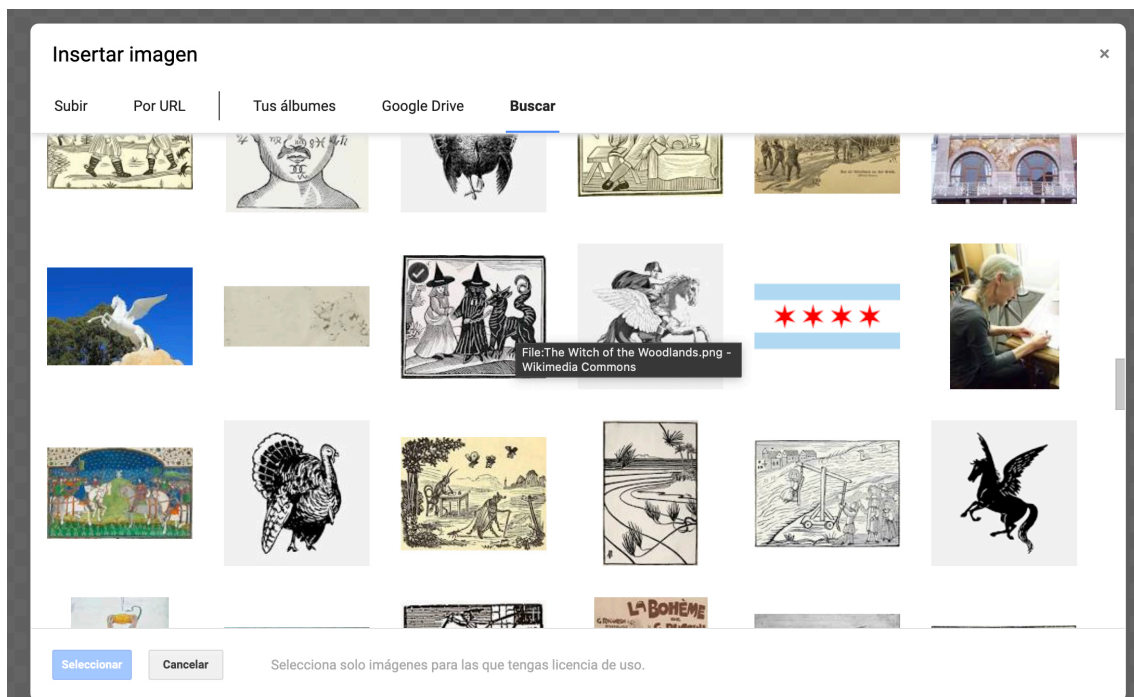 Insertar imagen
×
Subir Por URL Tus álbumes Google Drive Buscar
File:The Witch of the Woodlands.png -
Wikimedia Commons
LA BOHÈME
Seleccionar Cancelar Selecciona solo imágenes para las que tengas licencia de uso.